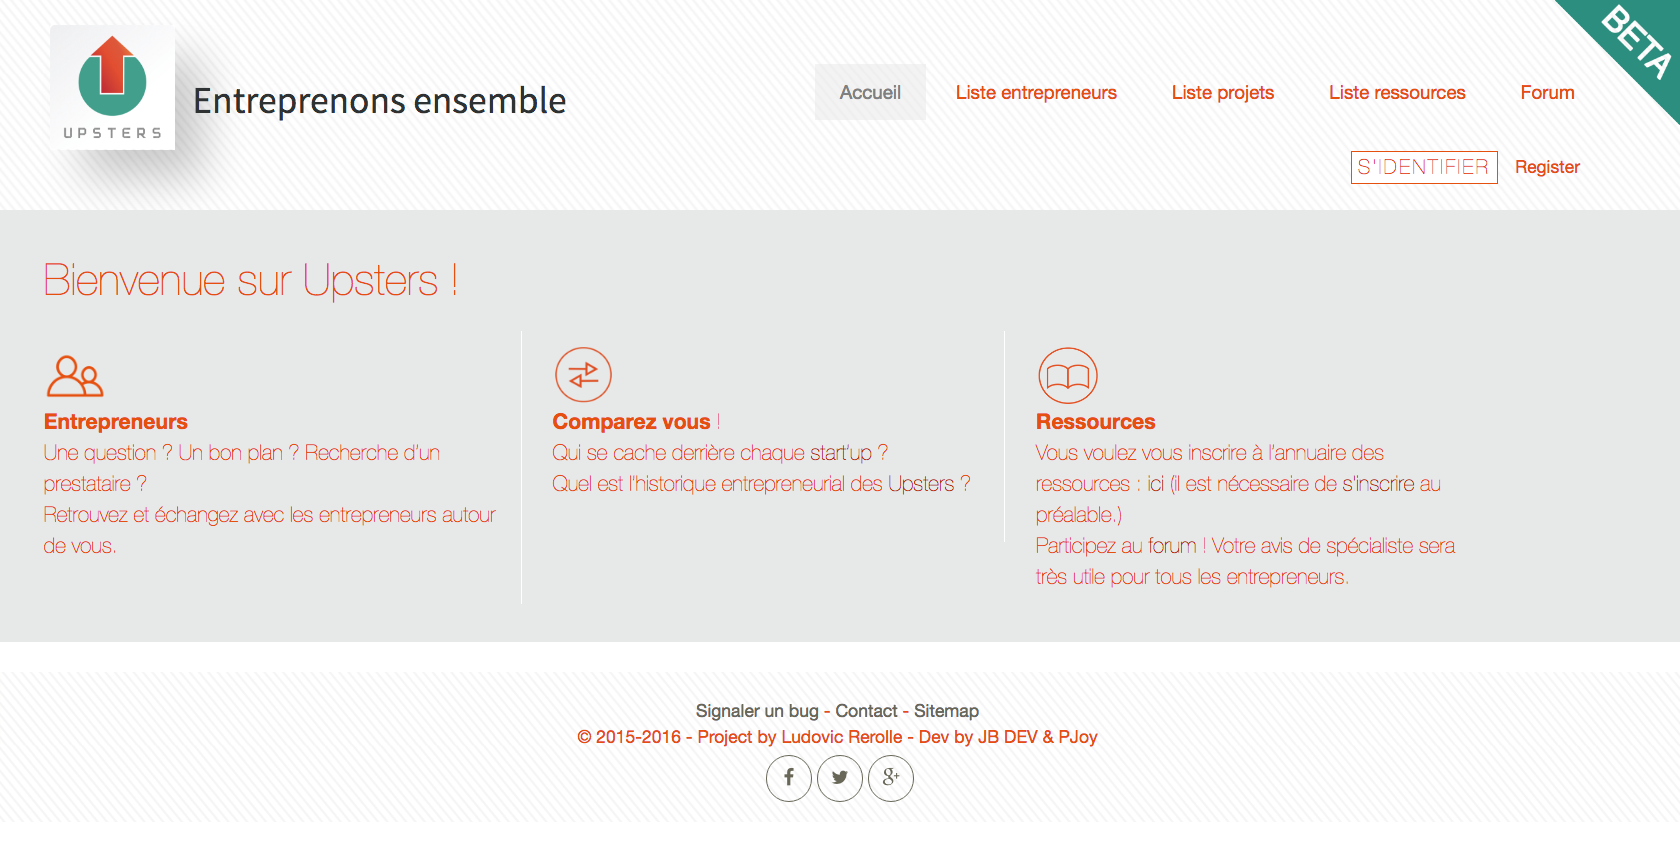 BETA
UPSTERS
Entreprenons ensemble
Accueil Liste entrepreneurs Liste projets Liste ressources Forum
S'IDENTIFIER Register
Bienvenue sur Upsters !
Entrepreneurs
Une question ? Un bon plan ? Recherche d'un
prestataire ?
Retrouvez et échangez avec les entrepreneurs autour
de vous.
Comparez vous !
Qui se cache derrière chaque start'up ?
Quel est l'historique entrepreneurial des Upsters ?
Ressources
Vous voulez vous inscrire à l'annuaire des
ressources : ici (il est nécessaire de s'inscrire au
préalable.)
Participez au forum ! Votre avis de spécialiste sera
très utile pour tous les entrepreneurs.
Signaler un bug - Contact - Sitemap
© 2015-2016 - Project by Ludovic Rerolle - Dev by JB DEV & PJoy